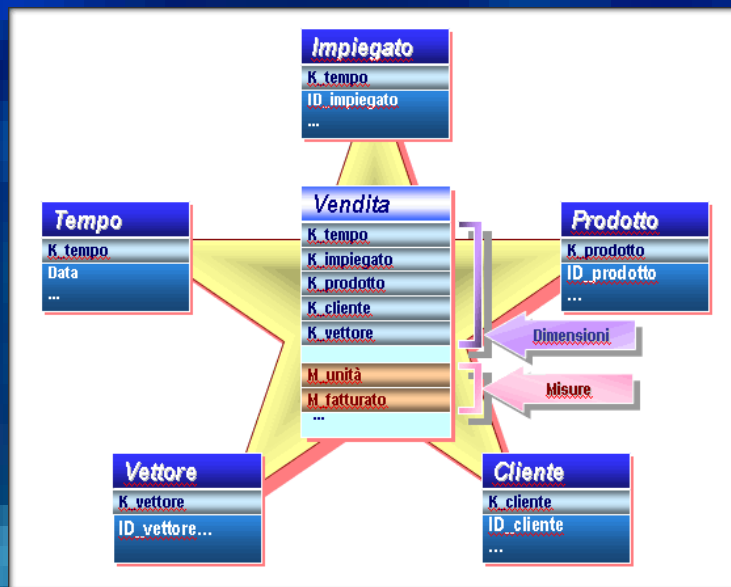 Impiegato
K_tempo
ID_impiegato
...
Tempo
K_tempo
Data
...
Vendita
K_tempo
K_impiegato
K_prodotto
K_cliente
K_vettore
M_unità
M_fatturato
...
Prodotto
K_prodotto
ID_prodotto
...
Dimensioni
Misure
Vettore
K_vettore
ID_vettore...
Cliente
K_cliente
ID_cliente
...